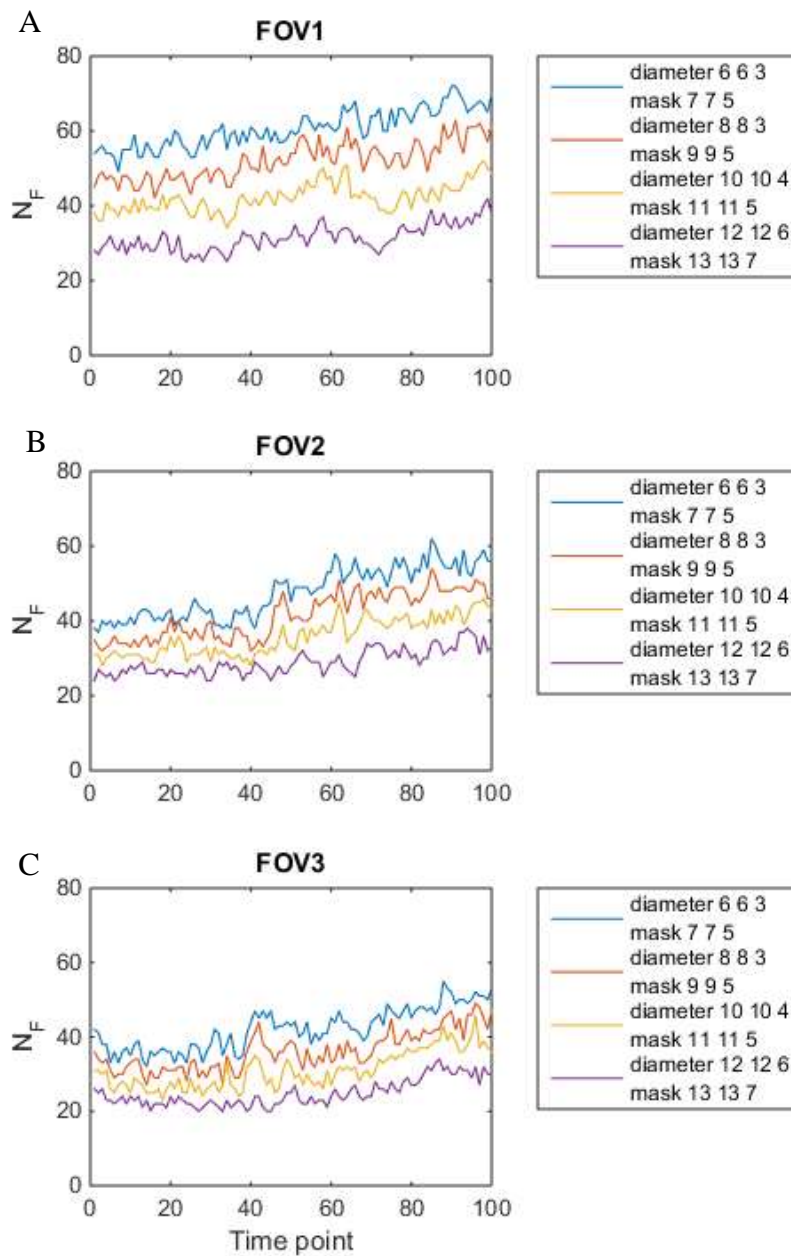 A
FOV1
80
60
40
20
0
N_F
0 20 40 60 80 100
diameter 6 6 3
mask 7 7 5
diameter 8 8 3
mask 9 9 5
diameter 10 10 4
mask 11 11 5
diameter 12 12 6
mask 13 13 7
B
FOV2
80
60
40
20
0
N_F
0 20 40 60 80 100
diameter 6 6 3
mask 7 7 5
diameter 8 8 3
mask 9 9 5
diameter 10 10 4
mask 11 11 5
diameter 12 12 6
mask 13 13 7
C
FOV3
80
60
40
20
0
N_F
0 20 40 60 80 100
Time point
diameter 6 6 3
mask 7 7 5
diameter 8 8 3
mask 9 9 5
diameter 10 10 4
mask 11 11 5
diameter 12 12 6
mask 13 13 7